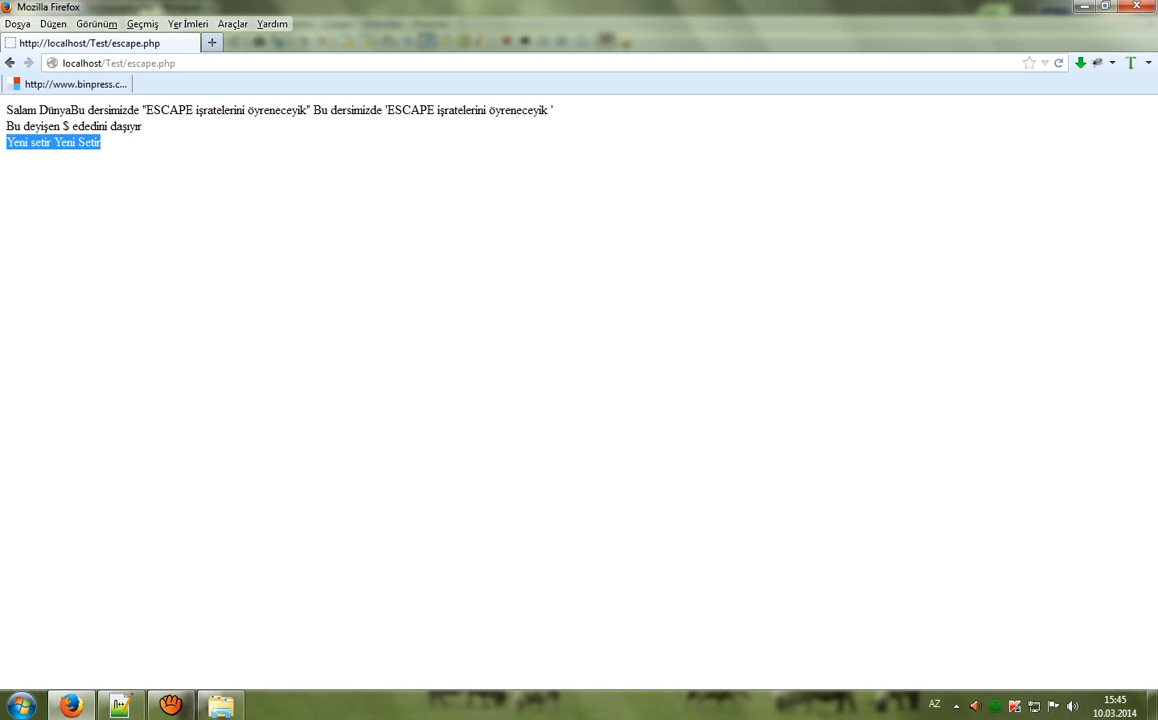 Mozilla Firefox
Dosya Düzen Görünüm Geçmiş Yer İmleri Araçlar Yardım
http://localhost/Test/escape.php
localhost/Test/escape.php
http://www.binpress.c...
Salam DünyaBu dersimizde "ESCAPE işratelerini öyreneceyik" Bu dersimizde 'ESCAPE işratelerini öyreneceyik '
Bu deyişen $ ededini daşıyır
Yeni setir Yeni Setir
AZ
15:45
10.03.2014